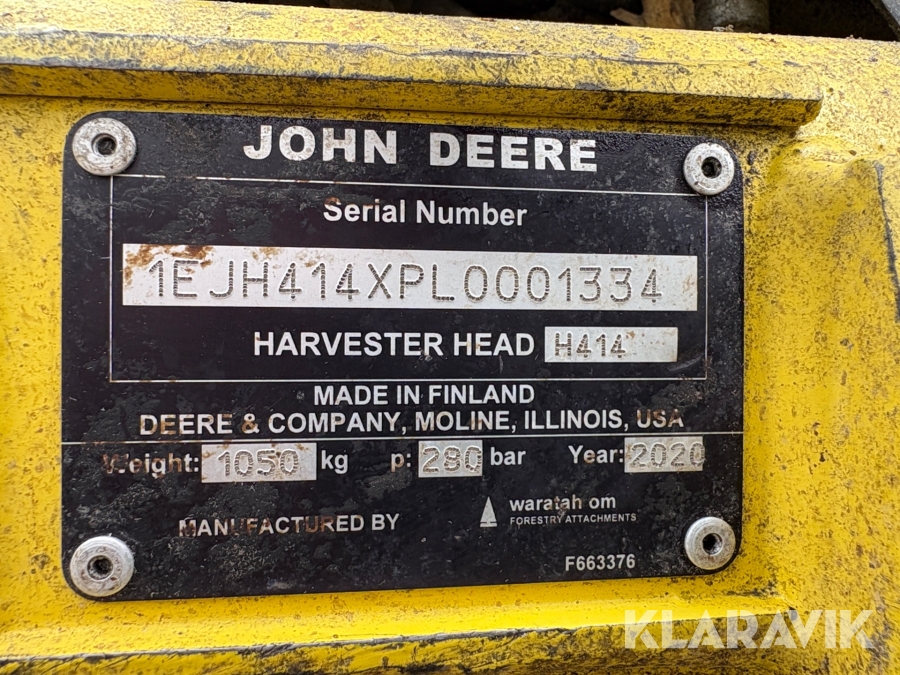 JOHN DEERE
Serial Number
1EJH414XPL0001334
HARVESTER HEAD H414
MADE IN FINLAND
DEERE & COMPANY, MOLINE, ILLINOIS, USA
Weight: 1050 kg p: 280 bar Year: 2020
MANUFACTURED BY waratah om
FORESTRY ATTACHMENTS
F663376
KLARAVIK